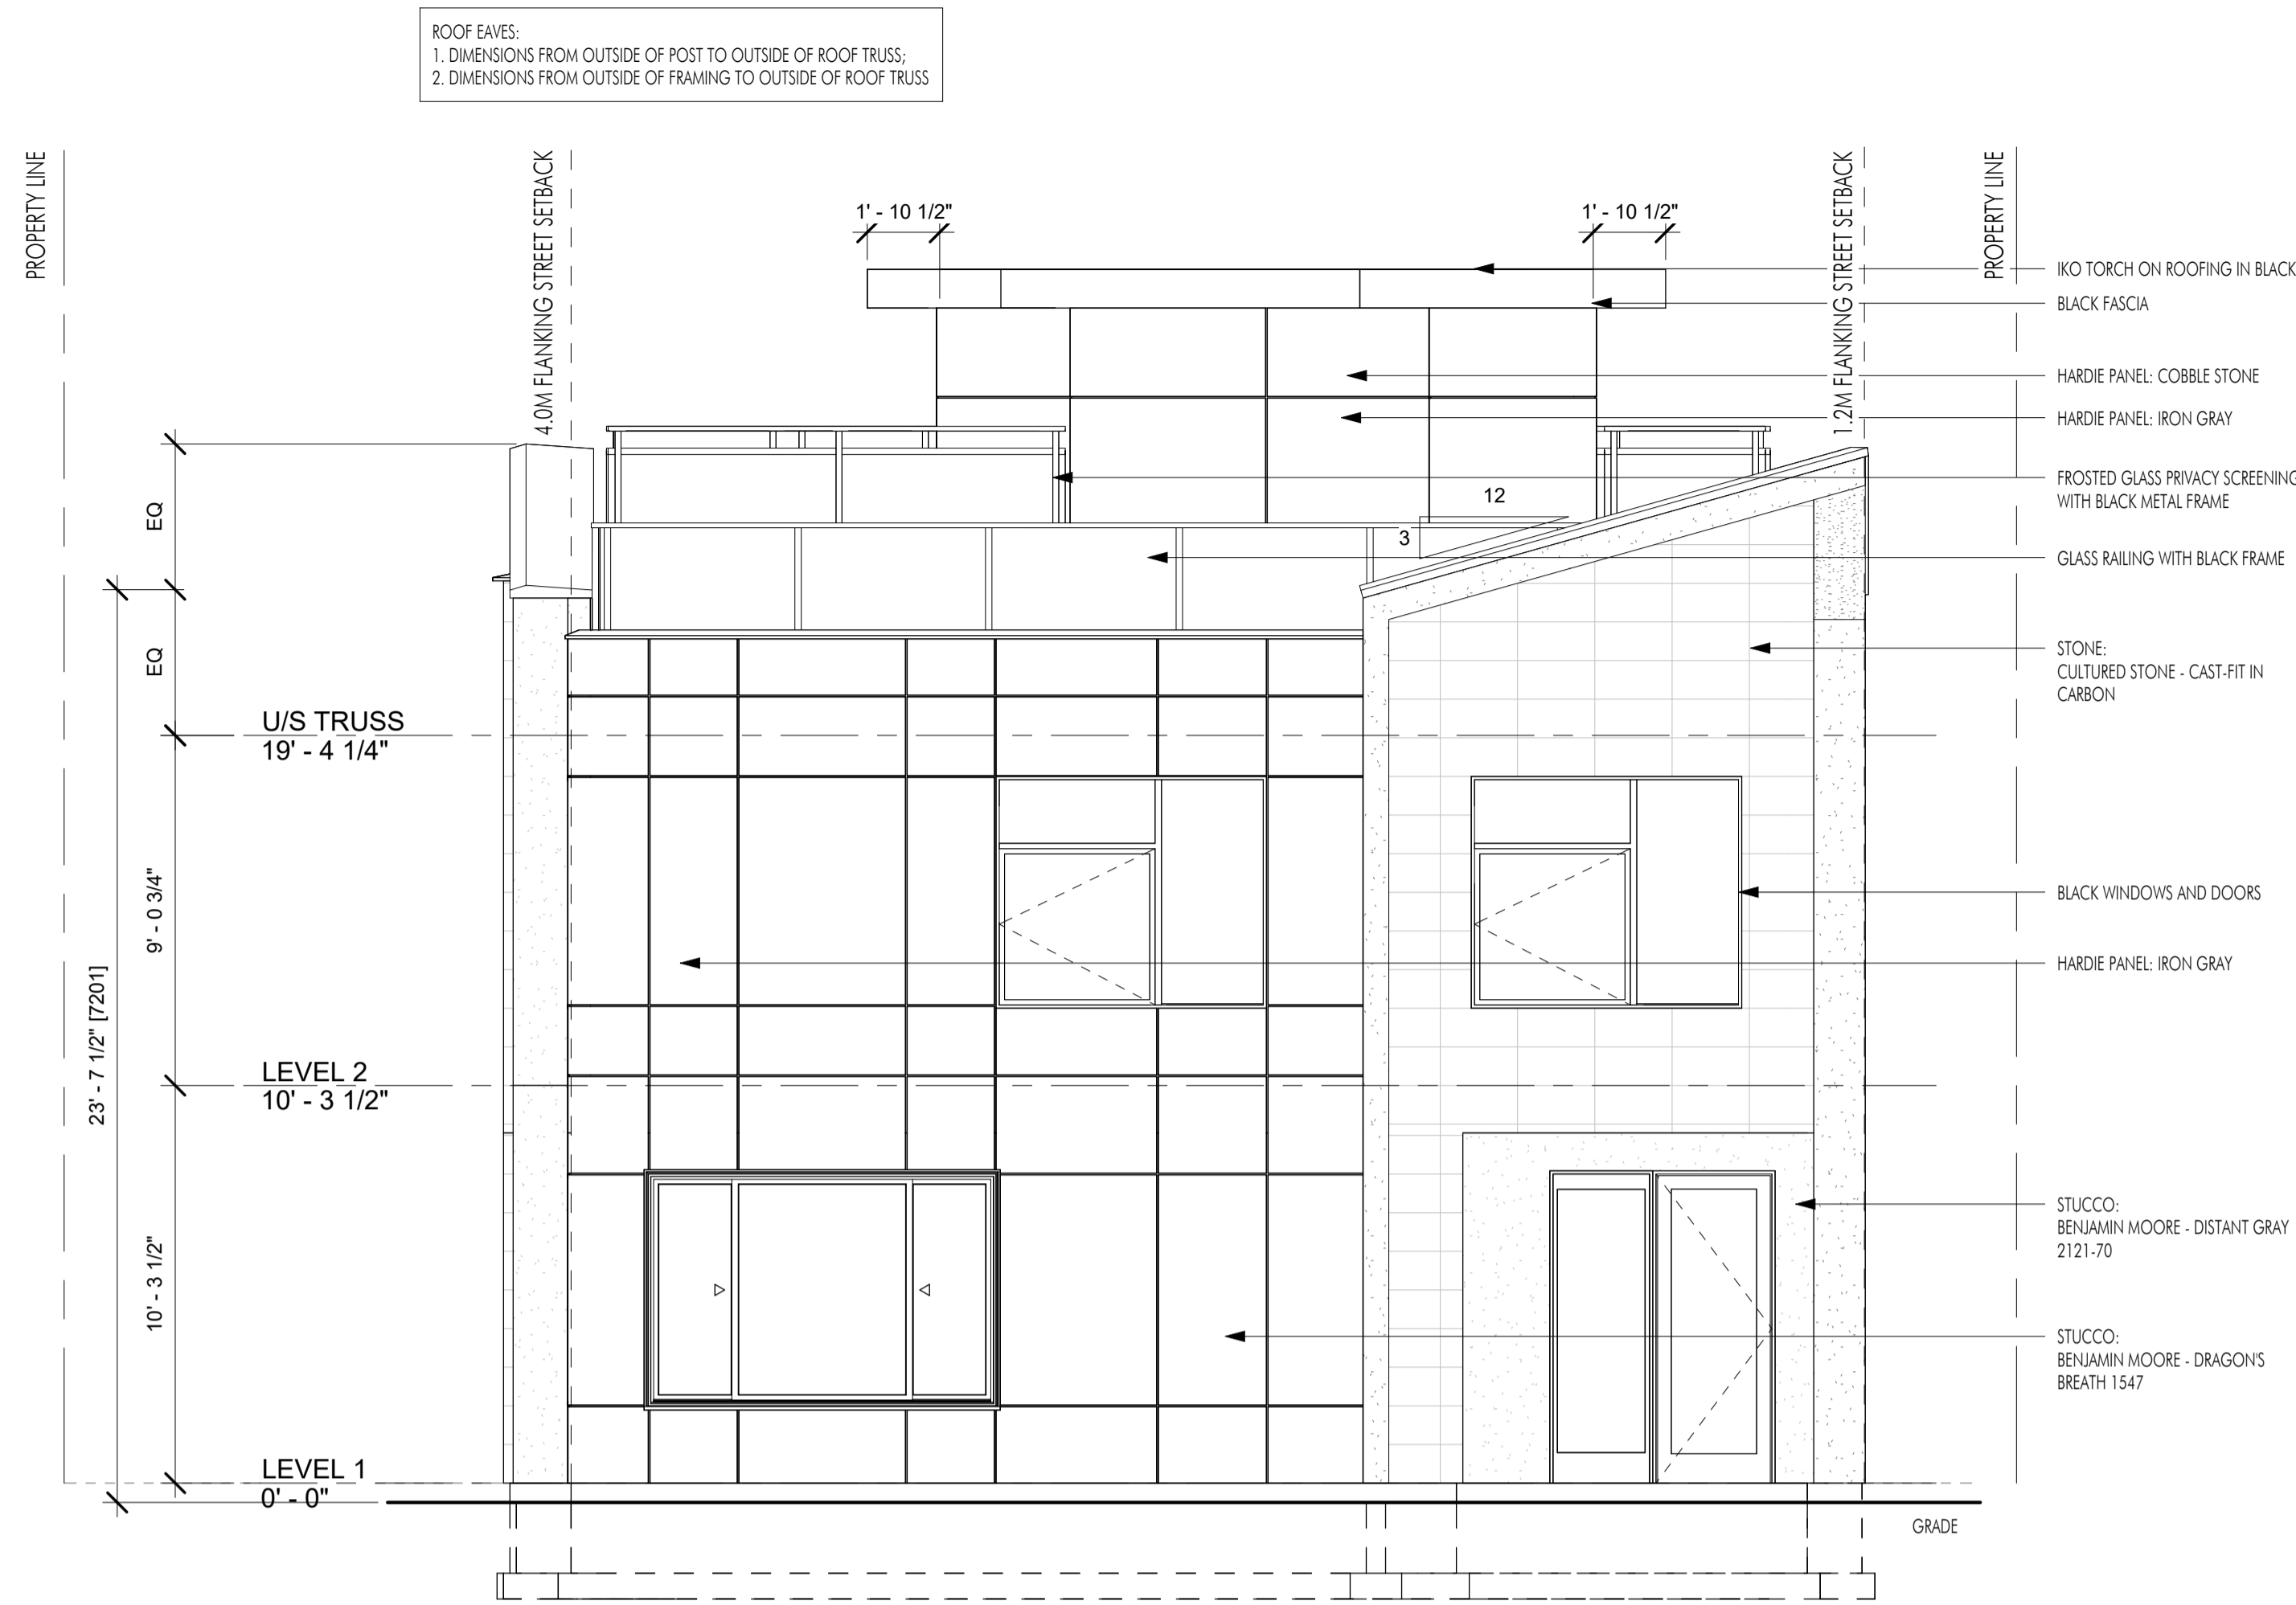 ROOF EAVES:
1. DIMENSIONS FROM OUTSIDE OF POST TO OUTSIDE OF ROOF TRUSS;
2. DIMENSIONS FROM OUTSIDE OF FRAMING TO OUTSIDE OF ROOF TRUSS
PROPERTY LINE
4.0M FLANKING STREET SETBACK
1' - 10 1/2"
1' - 10 1/2"
1.2M FLANKING STREET SETBACK
PROPERTY LINE
IKO TORCH ON ROOFING IN BLACK
BLACK FASCIA
HARDIE PANEL: COBBLE STONE
HARDIE PANEL: IRON GRAY
FROSTED GLASS PRIVACY SCREENING
WITH BLACK METAL FRAME
12
3
GLASS RAILING WITH BLACK FRAME
EQ
EQ
STONE:
CULTURED STONE - CAST-FIT IN
CARBON
U/S TRUSS
19' - 4 1/4"
9' - 0 3/4"
BLACK WINDOWS AND DOORS
HARDIE PANEL: IRON GRAY
23' - 7 1/2" [7201]
LEVEL 2
10' - 3 1/2"
10' - 3 1/2"
STUCCO:
BENJAMIN MOORE - DISTANT GRAY
2121-70
STUCCO:
BENJAMIN MOORE - DRAGON'S
BREATH 1547
LEVEL 1
0' - 0"
GRADE